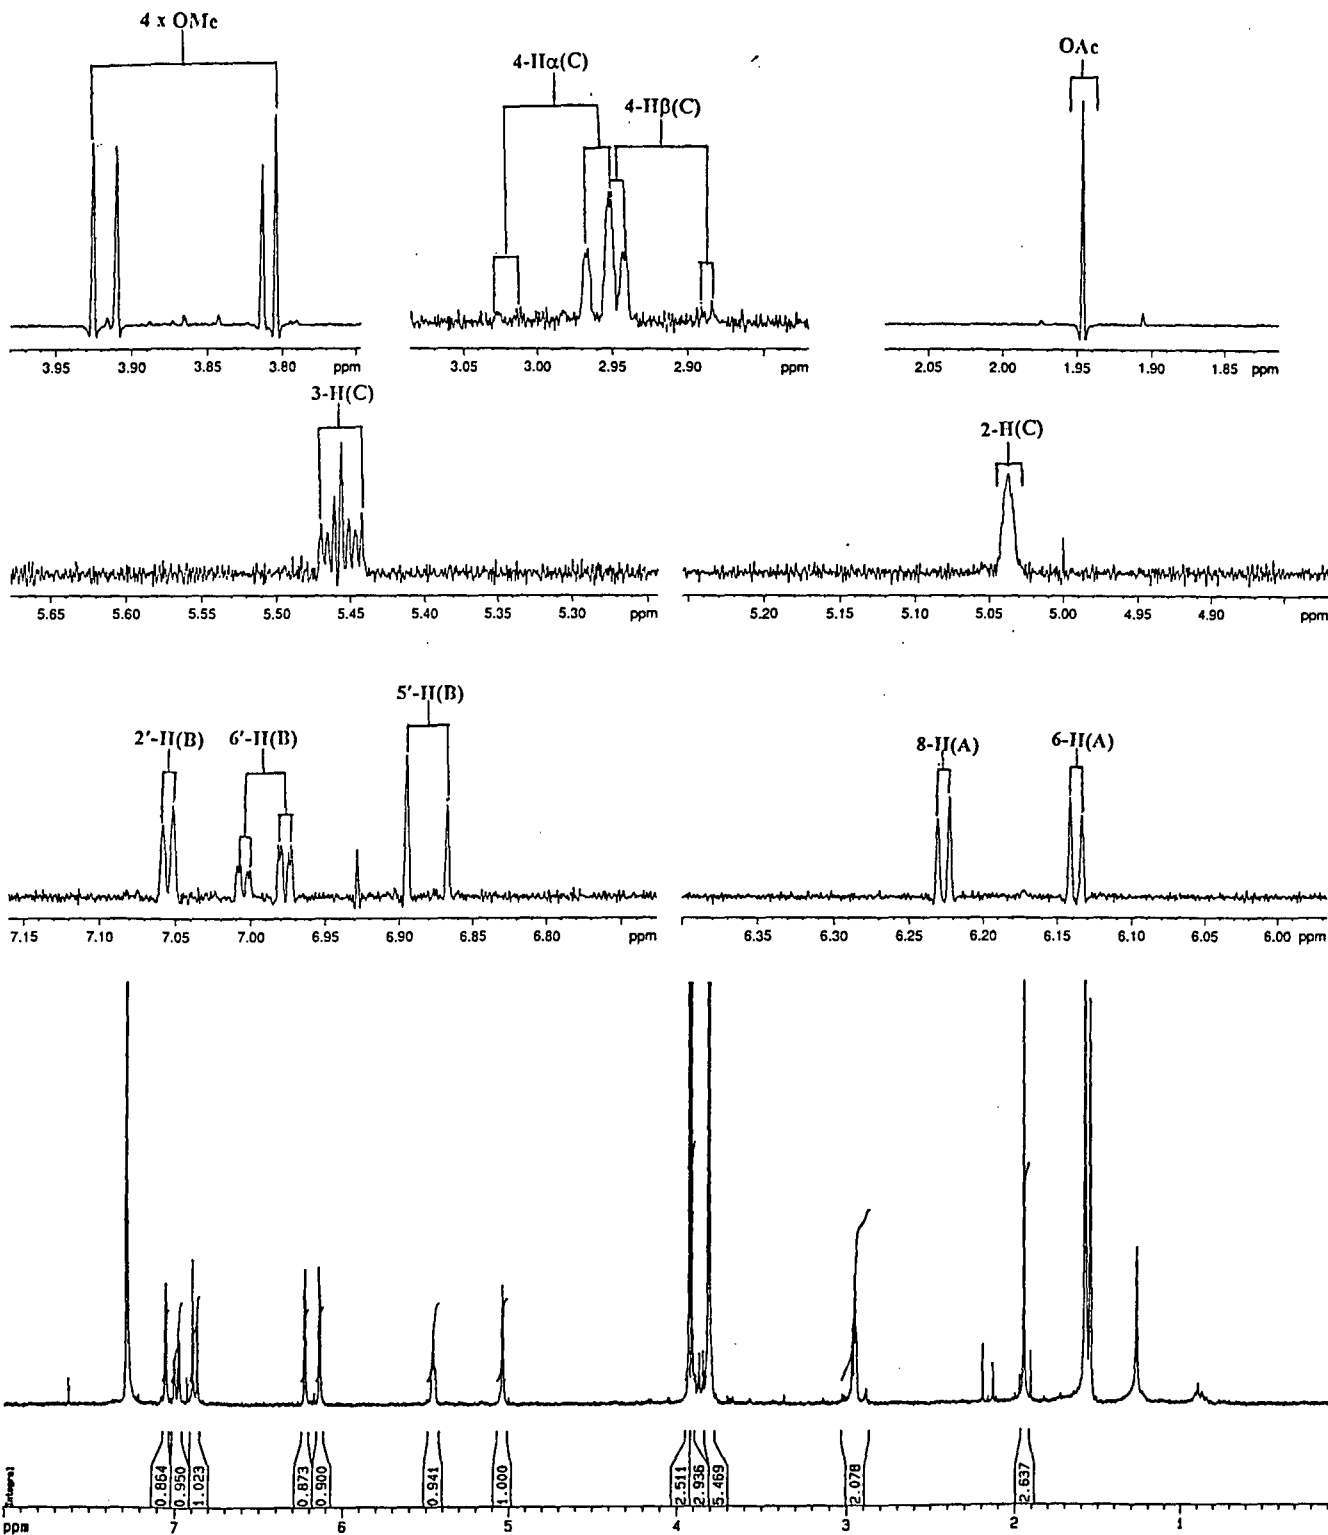 4 x OMe
4-Hα(C)
4-Hβ(C)
OAc
3.95 3.90 3.85 3.80 ppm
3.05 3.00 2.95 2.90 ppm
2.05 2.00 1.95 1.90 1.85 ppm
3-H(C)
2-H(C)
5.65 5.60 5.55 5.50 5.45 5.40 5.35 5.30 ppm
5.20 5.15 5.10 5.05 5.00 4.95 4.90 ppm
5′-H(B)
2′-H(B) 6′-H(B)
8-H(A) 6-H(A)
7.15 7.10 7.05 7.00 6.95 6.90 6.85 6.80 ppm
6.35 6.30 6.25 6.20 6.15 6.10 6.05 6.00 ppm
Integral
0.864 0.950 1.023 0.873 0.900 0.941 1.000 2.511 2.936 5.469 2.078 2.637
ppm 7 6 5 4 3 2 1